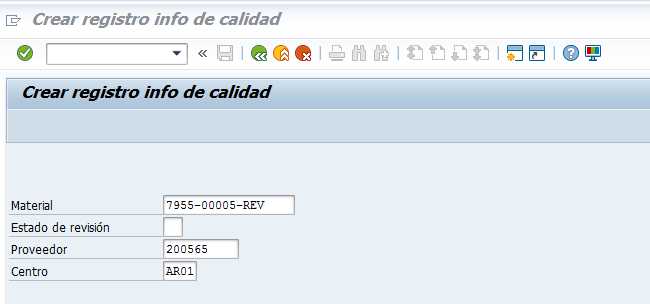 Crear registro info de calidad
Crear registro info de calidad
Material 7955-00005-REV
Estado de revisión
Proveedor 200565
Centro AR01